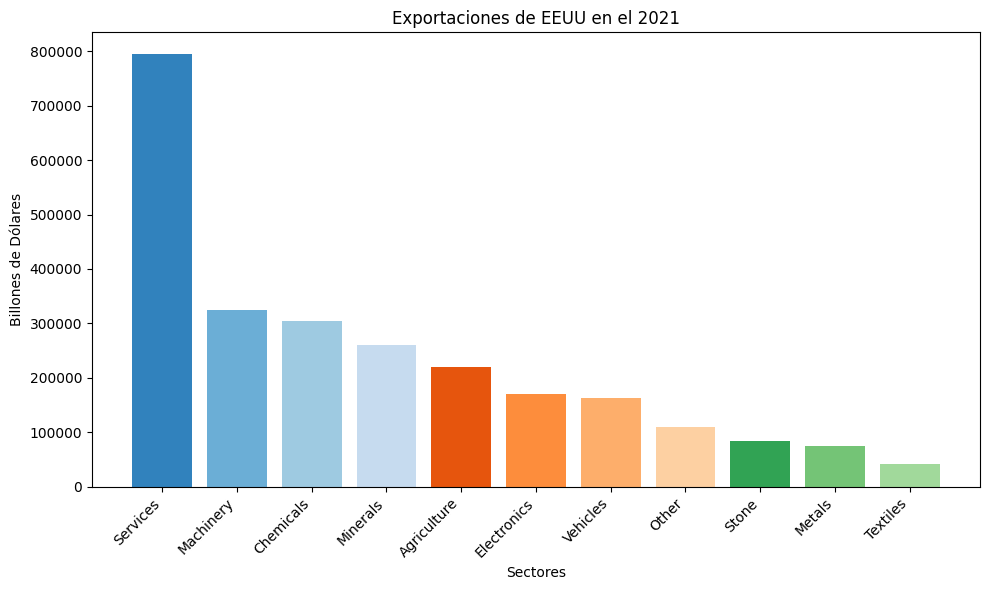 Exportaciones de EEUU en el 2021
Billones de Dólares
800000
700000
600000
500000
400000
300000
200000
100000
0
Services
Machinery
Chemicals
Minerals
Agriculture
Electronics
Vehicles
Other
Stone
Metals
Textiles
Sectores